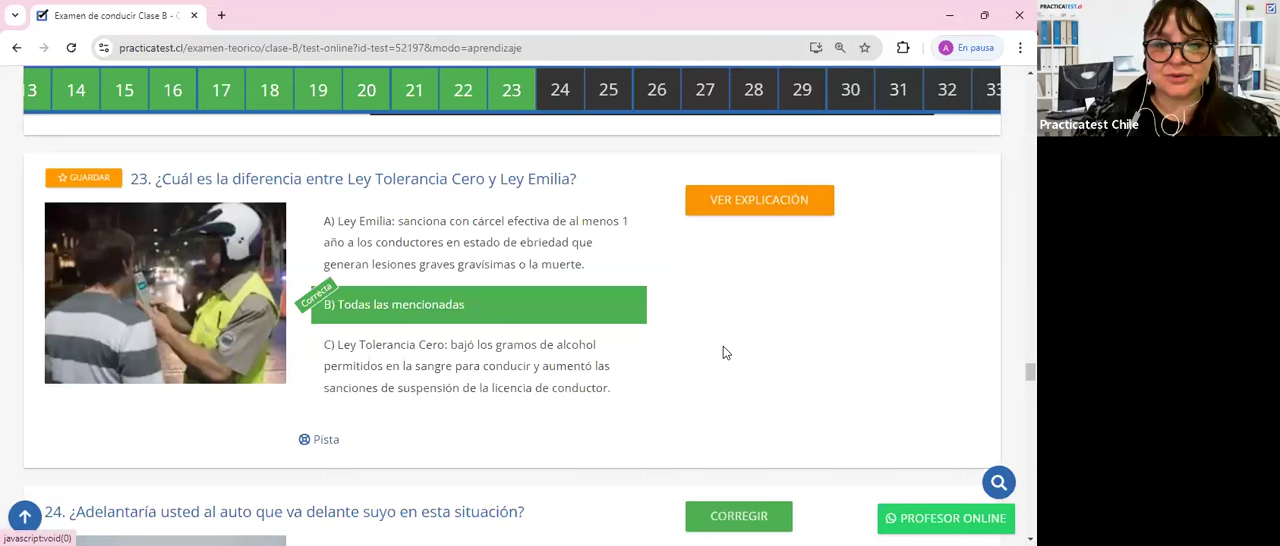 Examen de conducir Clase B - C
practicatest.cl/examen-teorico/clase-B/test-online?id-test=52197&modo=aprendizaje
A En pausa
PRACTICATEST.cl
Practicatest Chile
13 14 15 16 17 18 19 20 21 22 23 24 25 26 27 28 29 30 31 32 33
GUARDAR
23. ¿Cuál es la diferencia entre Ley Tolerancia Cero y Ley Emilia?
VER EXPLICACIÓN
A) Ley Emilia: sanciona con cárcel efectiva de al menos 1
año a los conductores en estado de ebriedad que
generan lesiones graves gravísimas o la muerte.
Correcta
B) Todas las mencionadas
C) Ley Tolerancia Cero: bajó los gramos de alcohol
permitidos en la sangre para conducir y aumentó las
sanciones de suspensión de la licencia de conductor.
Pista
24. ¿Adelantaría usted al auto que va delante suyo en esta situación?
CORREGIR
PROFESOR ONLINE
javascript:void(0)